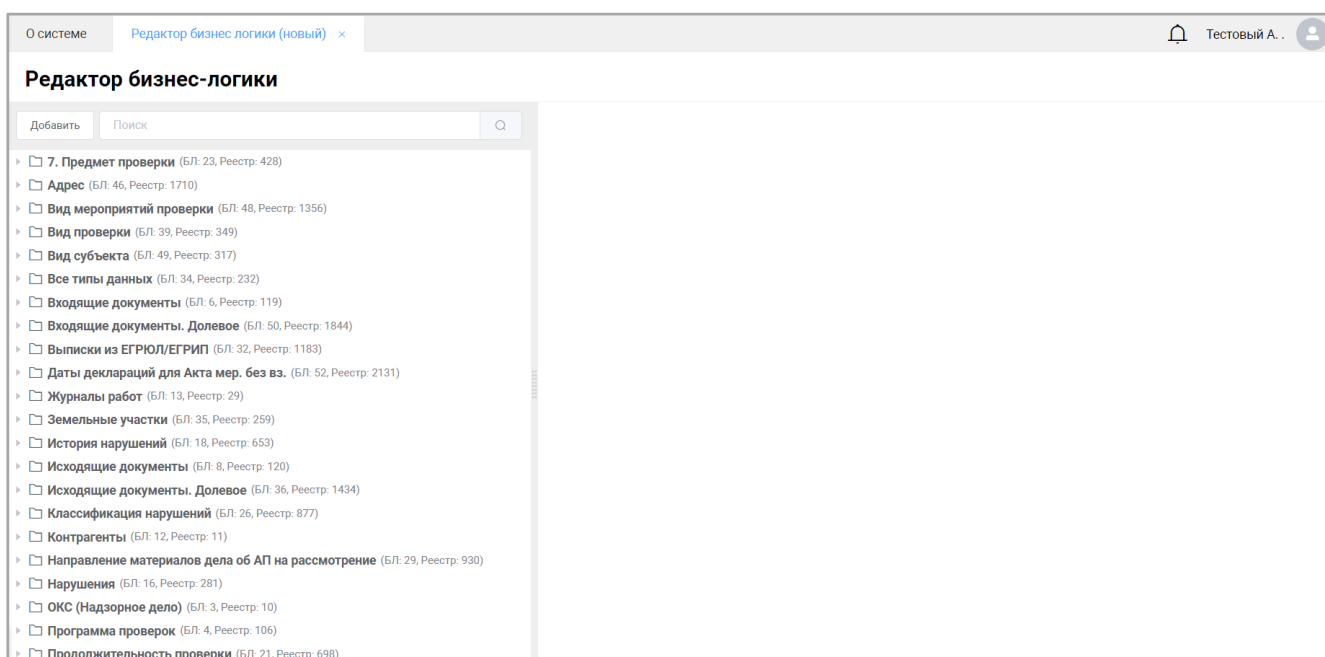 О системе Редактор бизнес логики (новый) × Тестовый А. .
Редактор бизнес-логики
Добавить Поиск
7. Предмет проверки (БЛ: 23, Реестр: 428)
Адрес (БЛ: 46, Реестр: 1710)
Вид мероприятий проверки (БЛ: 48, Реестр: 1356)
Вид проверки (БЛ: 39, Реестр: 349)
Вид субъекта (БЛ: 49, Реестр: 317)
Все типы данных (БЛ: 34, Реестр: 232)
Входящие документы (БЛ: 6, Реестр: 119)
Входящие документы. Долевое (БЛ: 50, Реестр: 1844)
Выписки из ЕГРЮЛ/ЕГРИП (БЛ: 32, Реестр: 1183)
Даты деклараций для Акта мер. без вз. (БЛ: 52, Реестр: 2131)
Журналы работ (БЛ: 13, Реестр: 29)
Земельные участки (БЛ: 35, Реестр: 259)
История нарушений (БЛ: 18, Реестр: 653)
Исходящие документы (БЛ: 8, Реестр: 120)
Исходящие документы. Долевое (БЛ: 36, Реестр: 1434)
Классификация нарушений (БЛ: 26, Реестр: 877)
Контрагенты (БЛ: 12, Реестр: 11)
Направление материалов дела об АП на рассмотрение (БЛ: 29, Реестр: 930)
Нарушения (БЛ: 16, Реестр: 281)
ОКС (Надзорное дело) (БЛ: 3, Реестр: 10)
Программа проверок (БЛ: 4, Реестр: 106)
Продолжительность проверки (БЛ: 21, Реестр: 698)